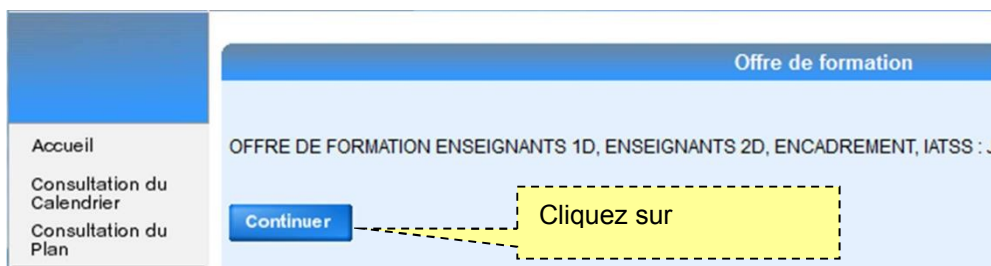 Offre de formation
Accueil
Consultation du
Calendrier
Consultation du
Plan
OFFRE DE FORMATION ENSEIGNANTS 1D, ENSEIGNANTS 2D, ENCADREMENT, IATSS :
Continuer
Cliquez sur